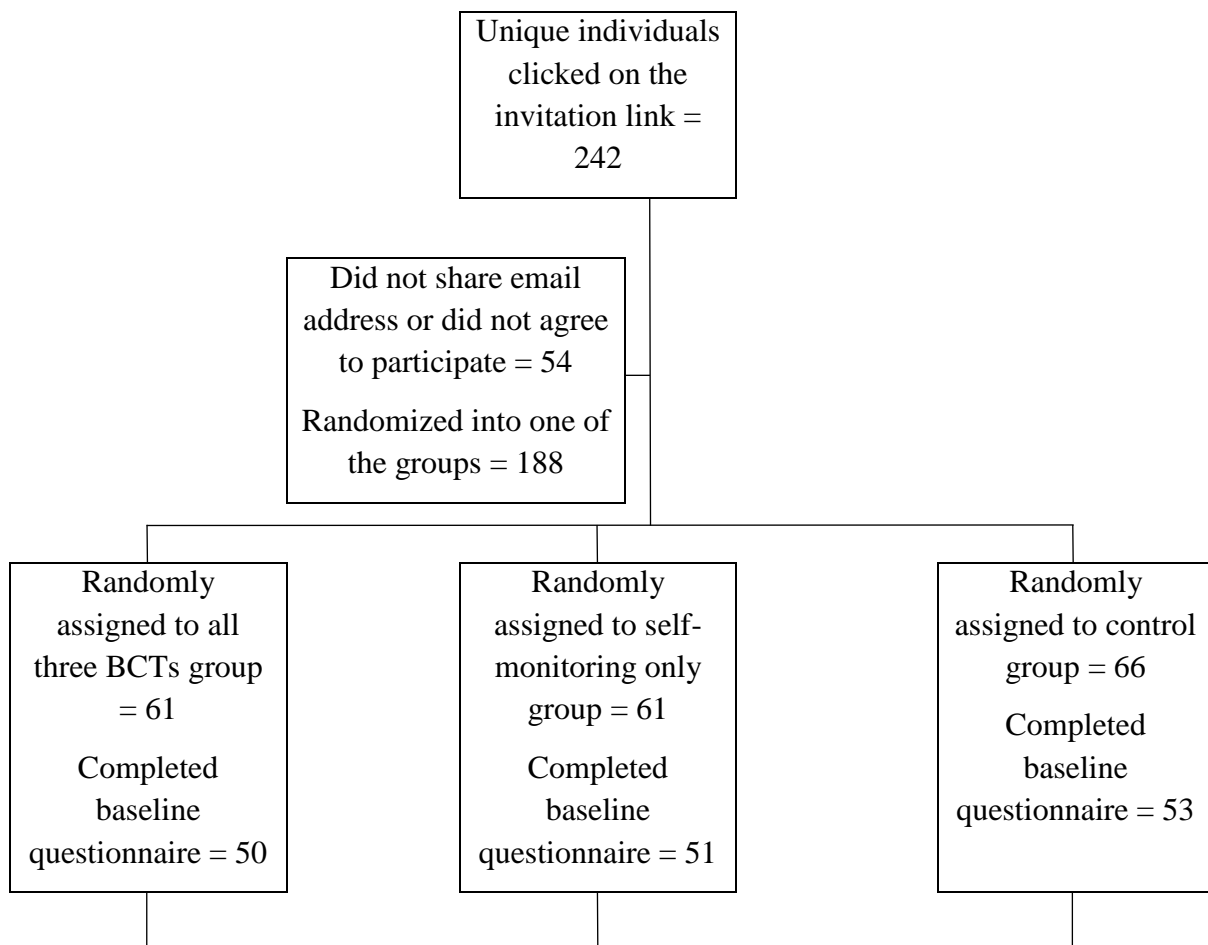 Unique individuals
clicked on the
invitation link =
242
Did not share email
address or did not agree
to participate = 54
Randomized into one of
the groups = 188
Randomly
assigned to all
three BCTs group
= 61
Completed
baseline
questionnaire = 50
Randomly
assigned to self-
monitoring only
group = 61
Completed
baseline
questionnaire = 51
Randomly
assigned to control
group = 66
Completed
baseline
questionnaire = 53